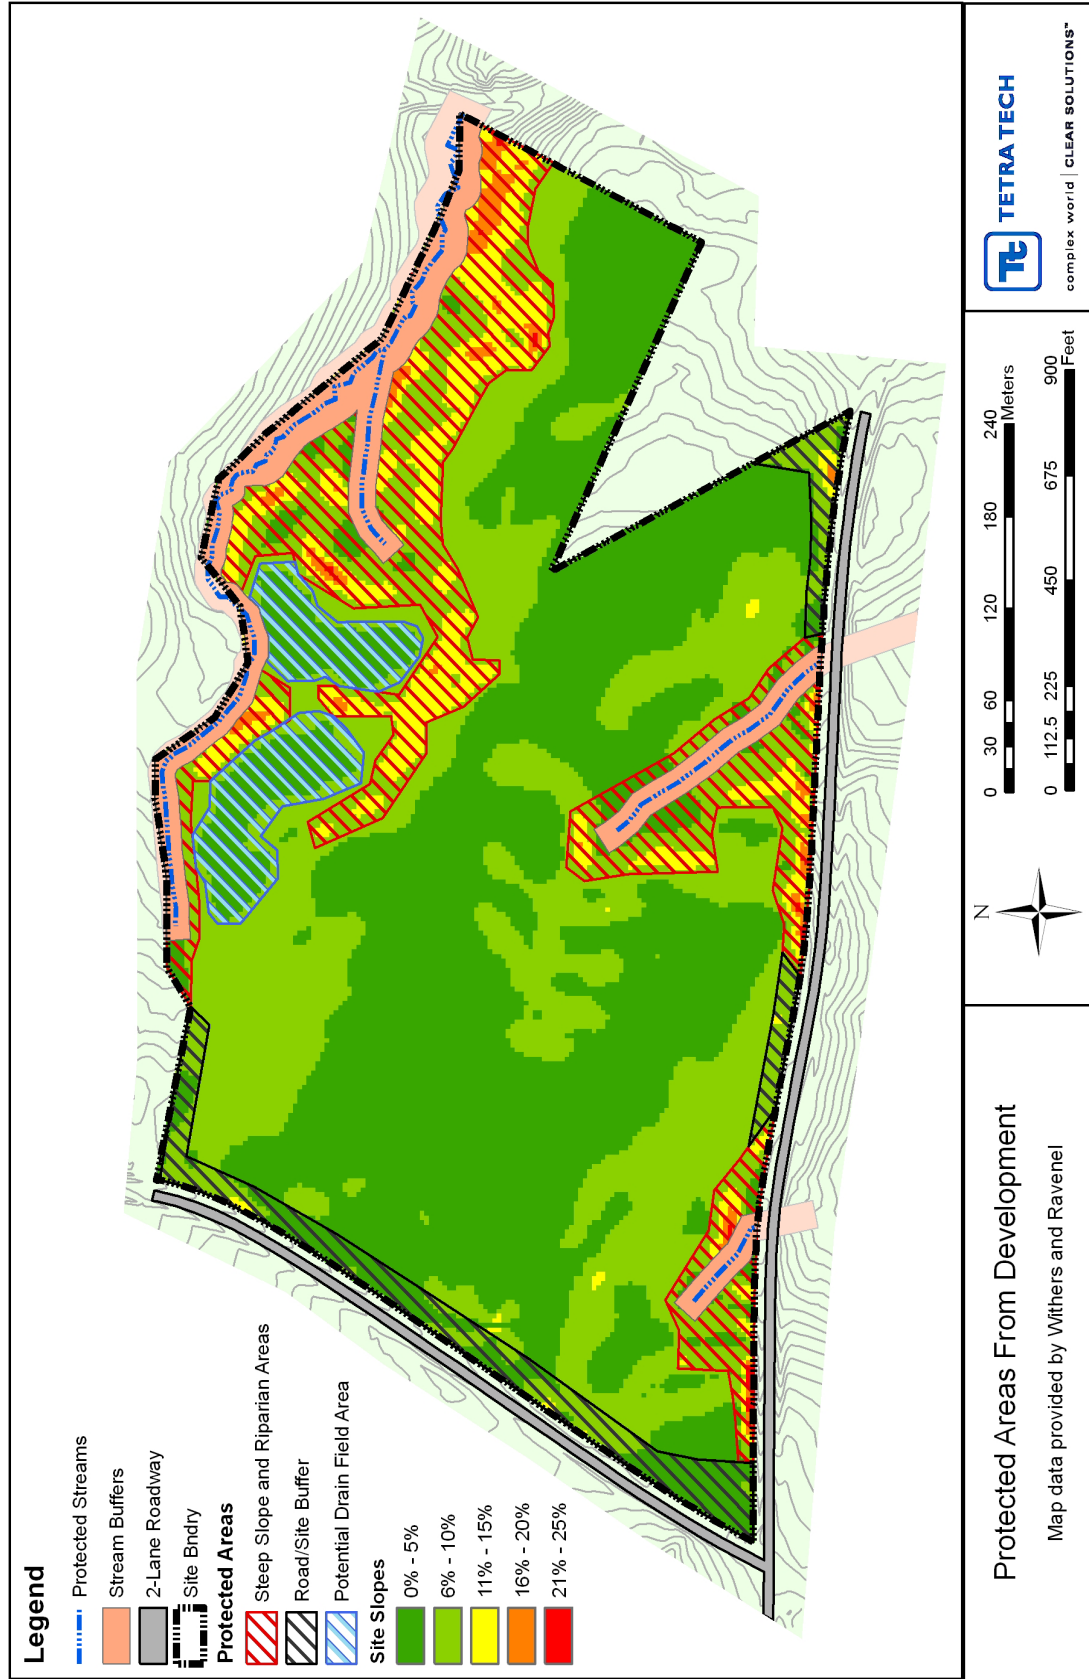 Legend
Protected Streams
Stream Buffers
2-Lane Roadway
Site Bndry
Protected Areas
Steep Slope and Riparian Areas
Road/Site Buffer
Potential Drain Field Area
Site Slopes
0% - 5%
6% - 10%
11% - 15%
16% - 20%
21% - 25%
Protected Areas From Development
Map data provided by Withers and Ravenel
N
0 30 60 120 180 240
Meters
0 112.5 225 450 675 900
Feet
Tt TETRA TECH
complex world | CLEAR SOLUTIONS™